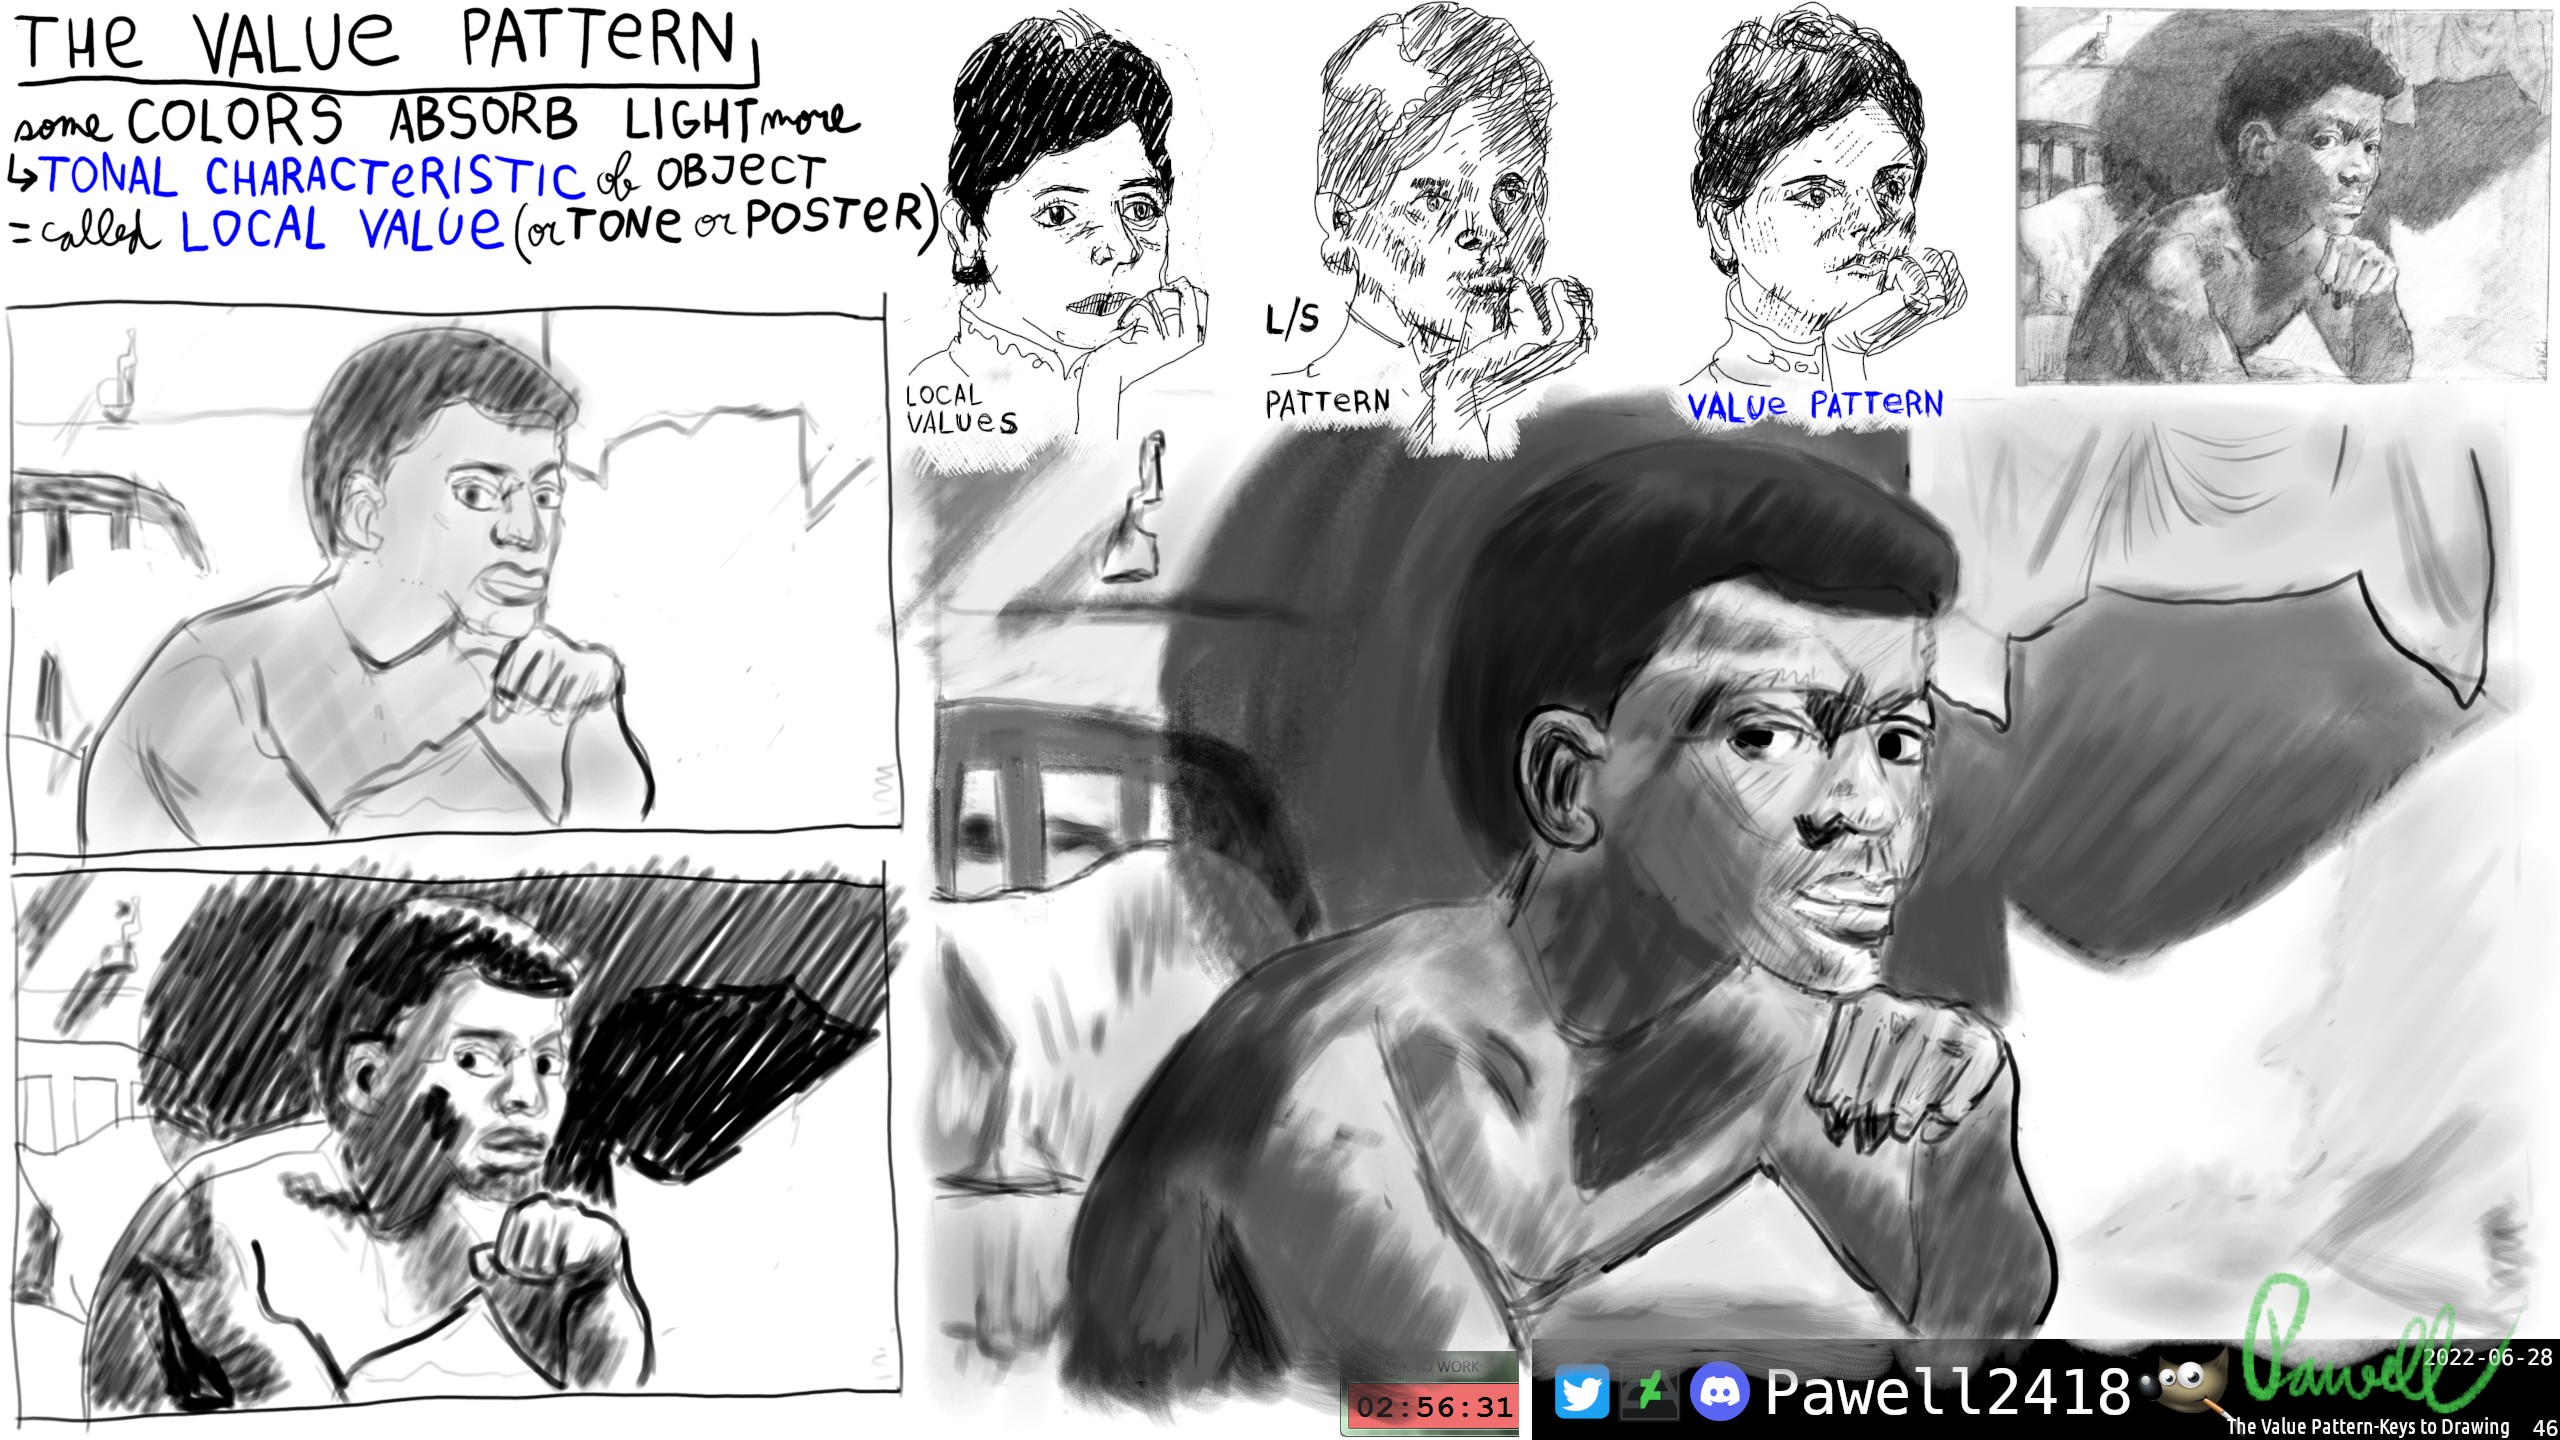 THE VALUE PATTERN
some COLORS ABSORB LIGHT more
↳TONAL CHARACTERISTIC of OBJECT
= called LOCAL VALUE (or TONE or POSTER)
LOCAL
VALUES
L/S
PATTERN
VALUE PATTERN
WORK
02:56:31
Pawell2418
Pawell
2022-06-28
The Value Pattern-Keys to Drawing 46